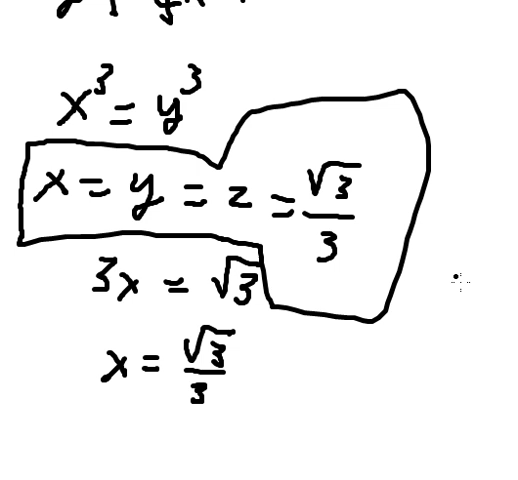 x³ = y³
x = y = z = √3/3
3x = √3
x = √3/3